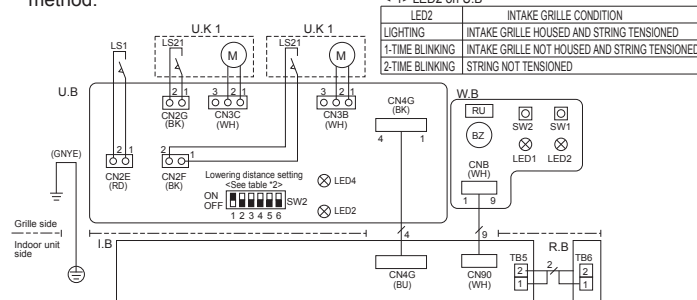 method.
<*1> LED2 on U.B
LED2 INTAKE GRILLE CONDITION
LIGHTING INTAKE GRILLE HOUSED AND STRING TENSIONED
1-TIME BLINKING INTAKE GRILLE NOT HOUSED AND STRING TENSIONED
2-TIME BLINKING STRING NOT TENSIONED
U.K 1 U.K 1
LS1 LS21 M LS21 M
U.B
2 1 3 2 1 3 2 1
CN2G (BK)
CN3C (WH)
CN3B (WH)
CN4G (BK)
4 1
W.B
RU
BZ
SW2 SW1
LED1 LED2
CNB (WH)
1 9
(GNYE)
2 1 2 1
CN2E (RD)
CN2F (BK)
Lowering distance setting
<See table *2>
ON
OFF
SW2
1 2 3 4 5 6
LED4
LED2
Grille side
Indoor unit side
I.B
4 9
R.B
CN4G (BU)
CN90 (WH)
TB5 TB6
2 2 2
1 1